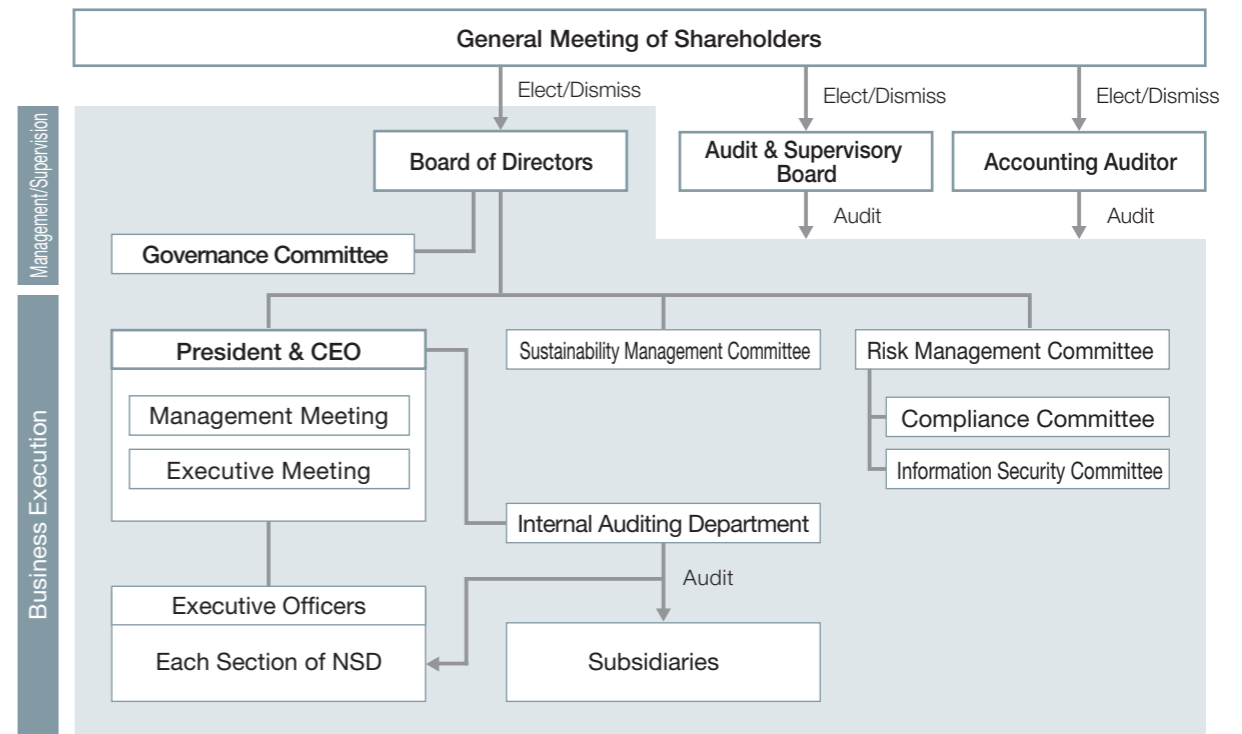 General Meeting of Shareholders
Elect/Dismiss
Elect/Dismiss
Elect/Dismiss
Management/Supervision
Board of Directors
Audit & Supervisory
Board
Accounting Auditor
Audit
Audit
Governance Committee
Business Execution
President & CEO
Management Meeting
Executive Meeting
Sustainability Management Committee
Risk Management Committee
Compliance Committee
Information Security Committee
Internal Auditing Department
Audit
Executive Officers
Each Section of NSD
Subsidiaries